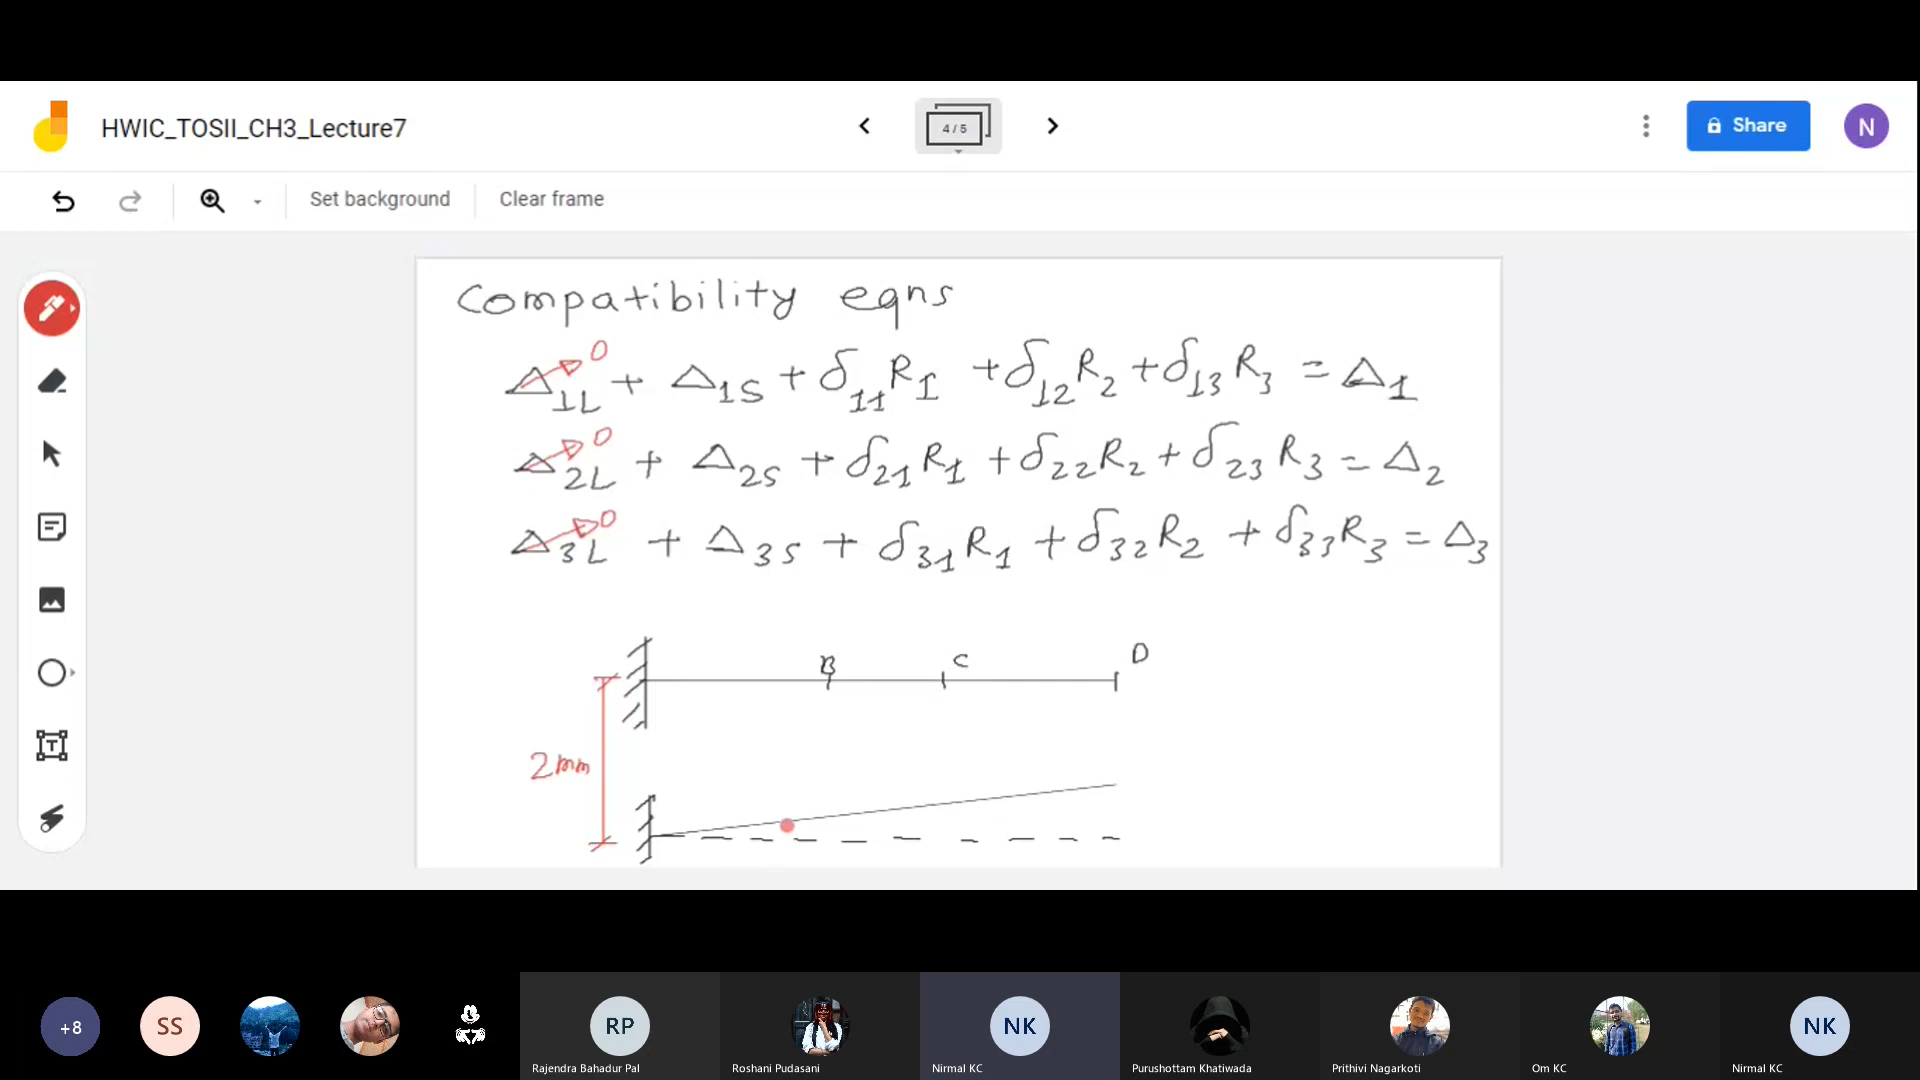 HWIC_TOSII_CH3_Lecture7
4 / 5
Share
N
Set background
Clear frame
Compatibility eqns
Δ1L→0 + Δ1S + δ11R1 + δ12R2 + δ13R3 = Δ1
Δ2L→0 + Δ2S + δ21R1 + δ22R2 + δ23R3 = Δ2
Δ3L→0 + Δ3S + δ31R1 + δ32R2 + δ33R3 = Δ3
B C D
2mm
+8
SS
RP
NK
NK
Rajendra Bahadur Pal
Roshani Pudasani
Nirmal KC
Purushottam Khatiwada
Prithivi Nagarkoti
Om KC
Nirmal KC